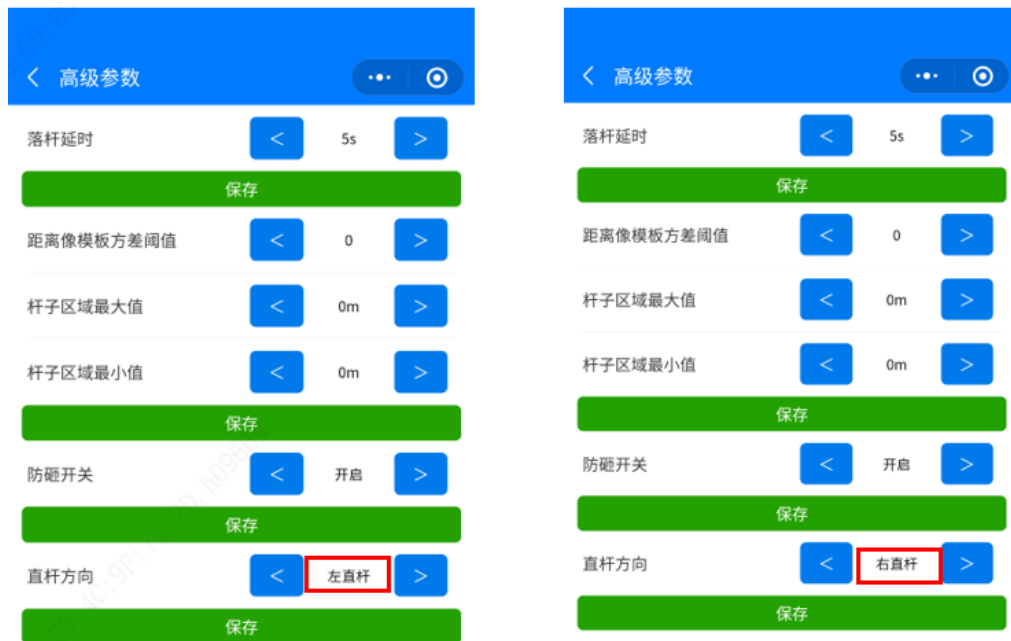 高级参数
落杆延时
< 5s >
保存
距离像模板方差阈值
< 0 >
杆子区域最大值
< 0m >
杆子区域最小值
< 0m >
保存
防砸开关
< 开启 >
保存
直杆方向
< 左直杆 >
保存
高级参数
落杆延时
< 5s >
保存
距离像模板方差阈值
< 0 >
杆子区域最大值
< 0m >
杆子区域最小值
< 0m >
保存
防砸开关
< 开启 >
保存
直杆方向
< 右直杆 >
保存